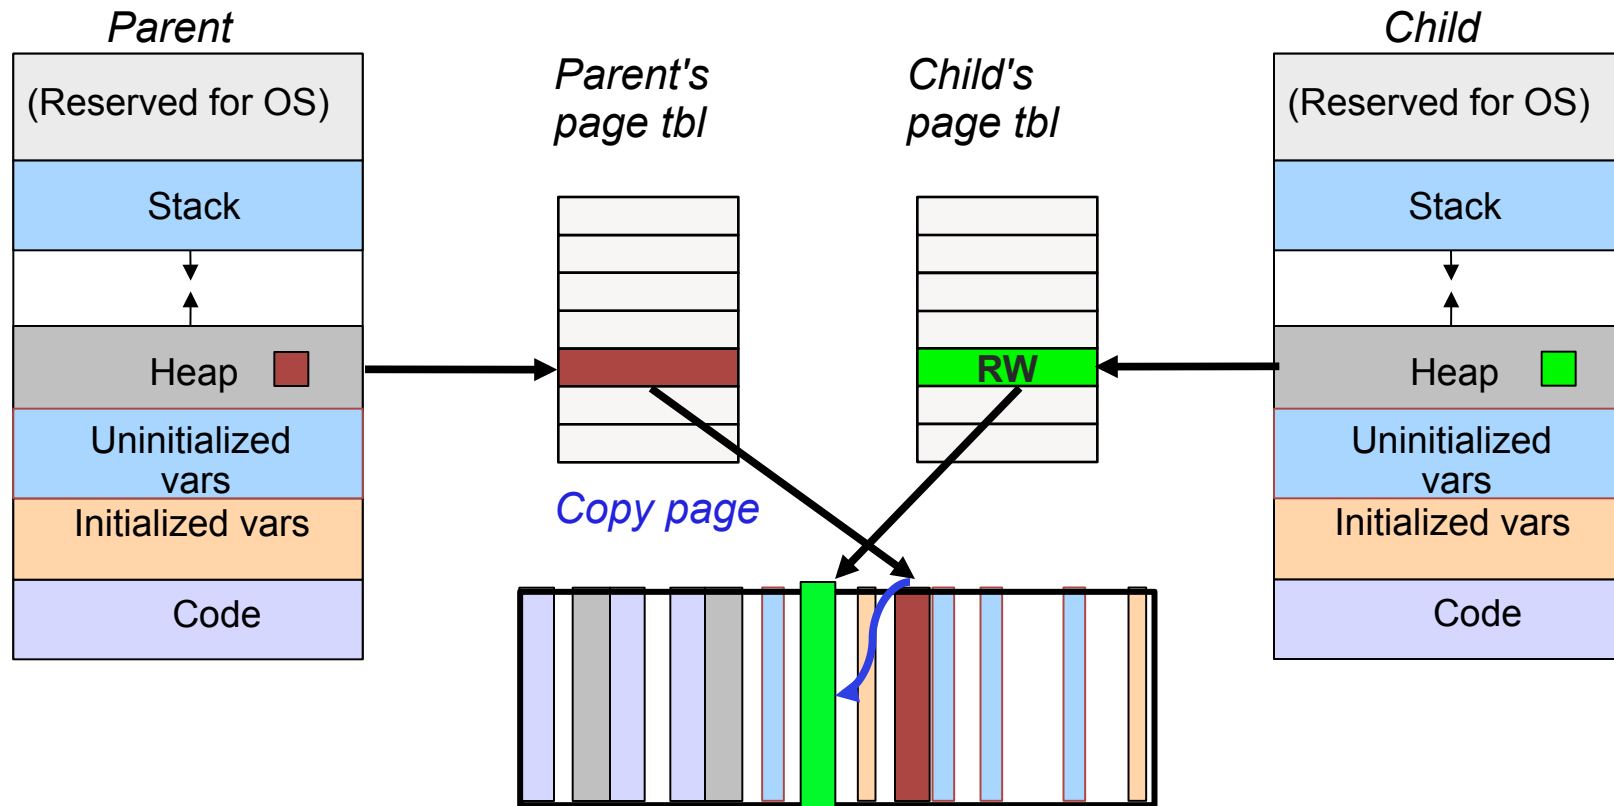 Parent
Child
Parent's
page tbl
Child's
page tbl
(Reserved for OS)
Stack
Heap
Uninitialized
vars
Initialized vars
Code
RW
Copy page
(Reserved for OS)
Stack
Heap
Uninitialized
vars
Initialized vars
Code